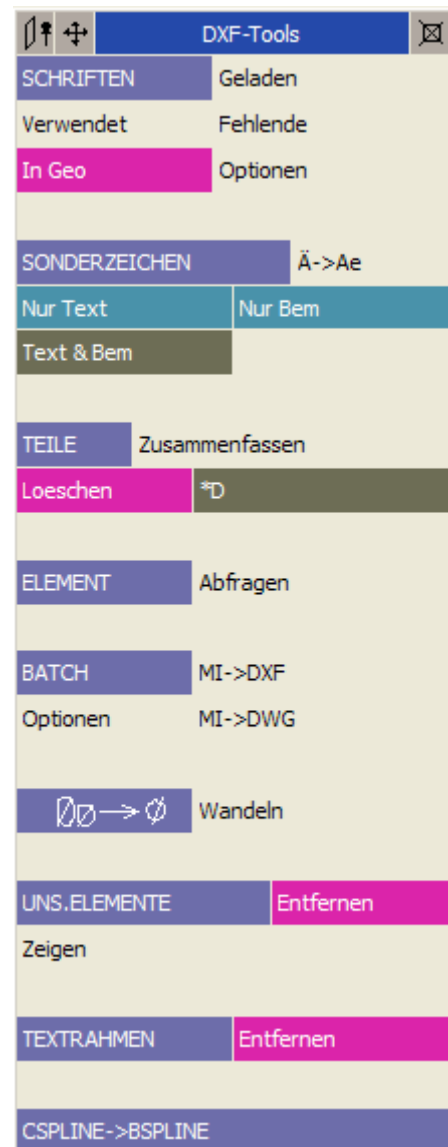 DXF-Tools
SCHRIFTEN Geladen
Verwendet Fehlende
In Geo Optionen
SONDERZEICHEN Ä->Ae
Nur Text Nur Bem
Text & Bem
TEILE Zusammenfassen
Loeschen *D
ELEMENT Abfragen
BATCH MI->DXF
Optionen MI->DWG
Wandeln
UNS.ELEMENTE Entfernen
Zeigen
TEXTRAHMEN Entfernen
CSPLINE->BSPLINE